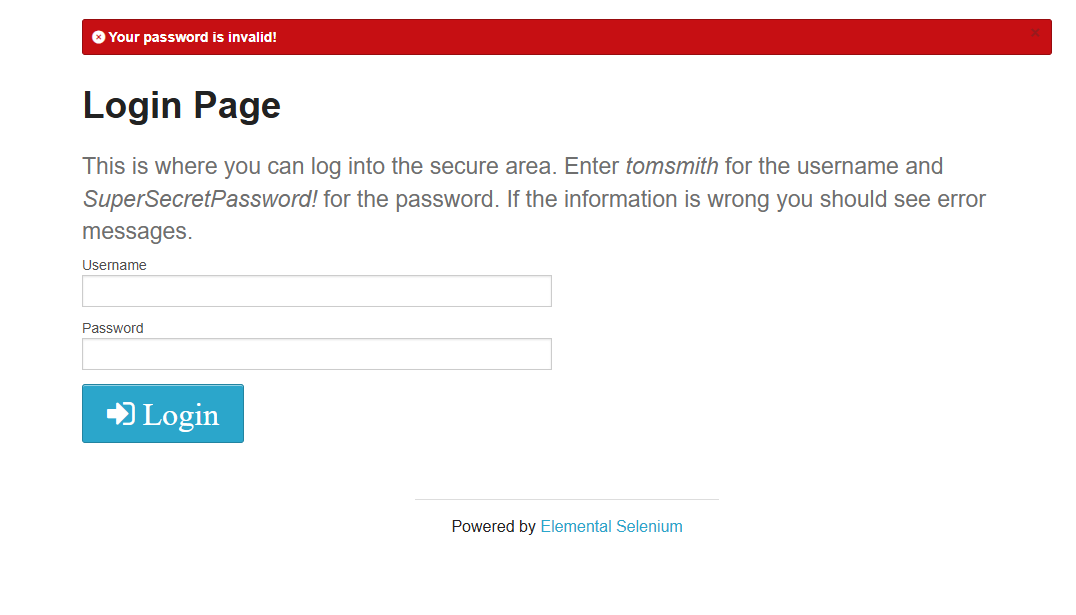 Your password is invalid!
Login Page
This is where you can log into the secure area. Enter tomsmith for the username and
SuperSecretPassword! for the password. If the information is wrong you should see error
messages.
Username
Password
Login
Powered by Elemental Selenium